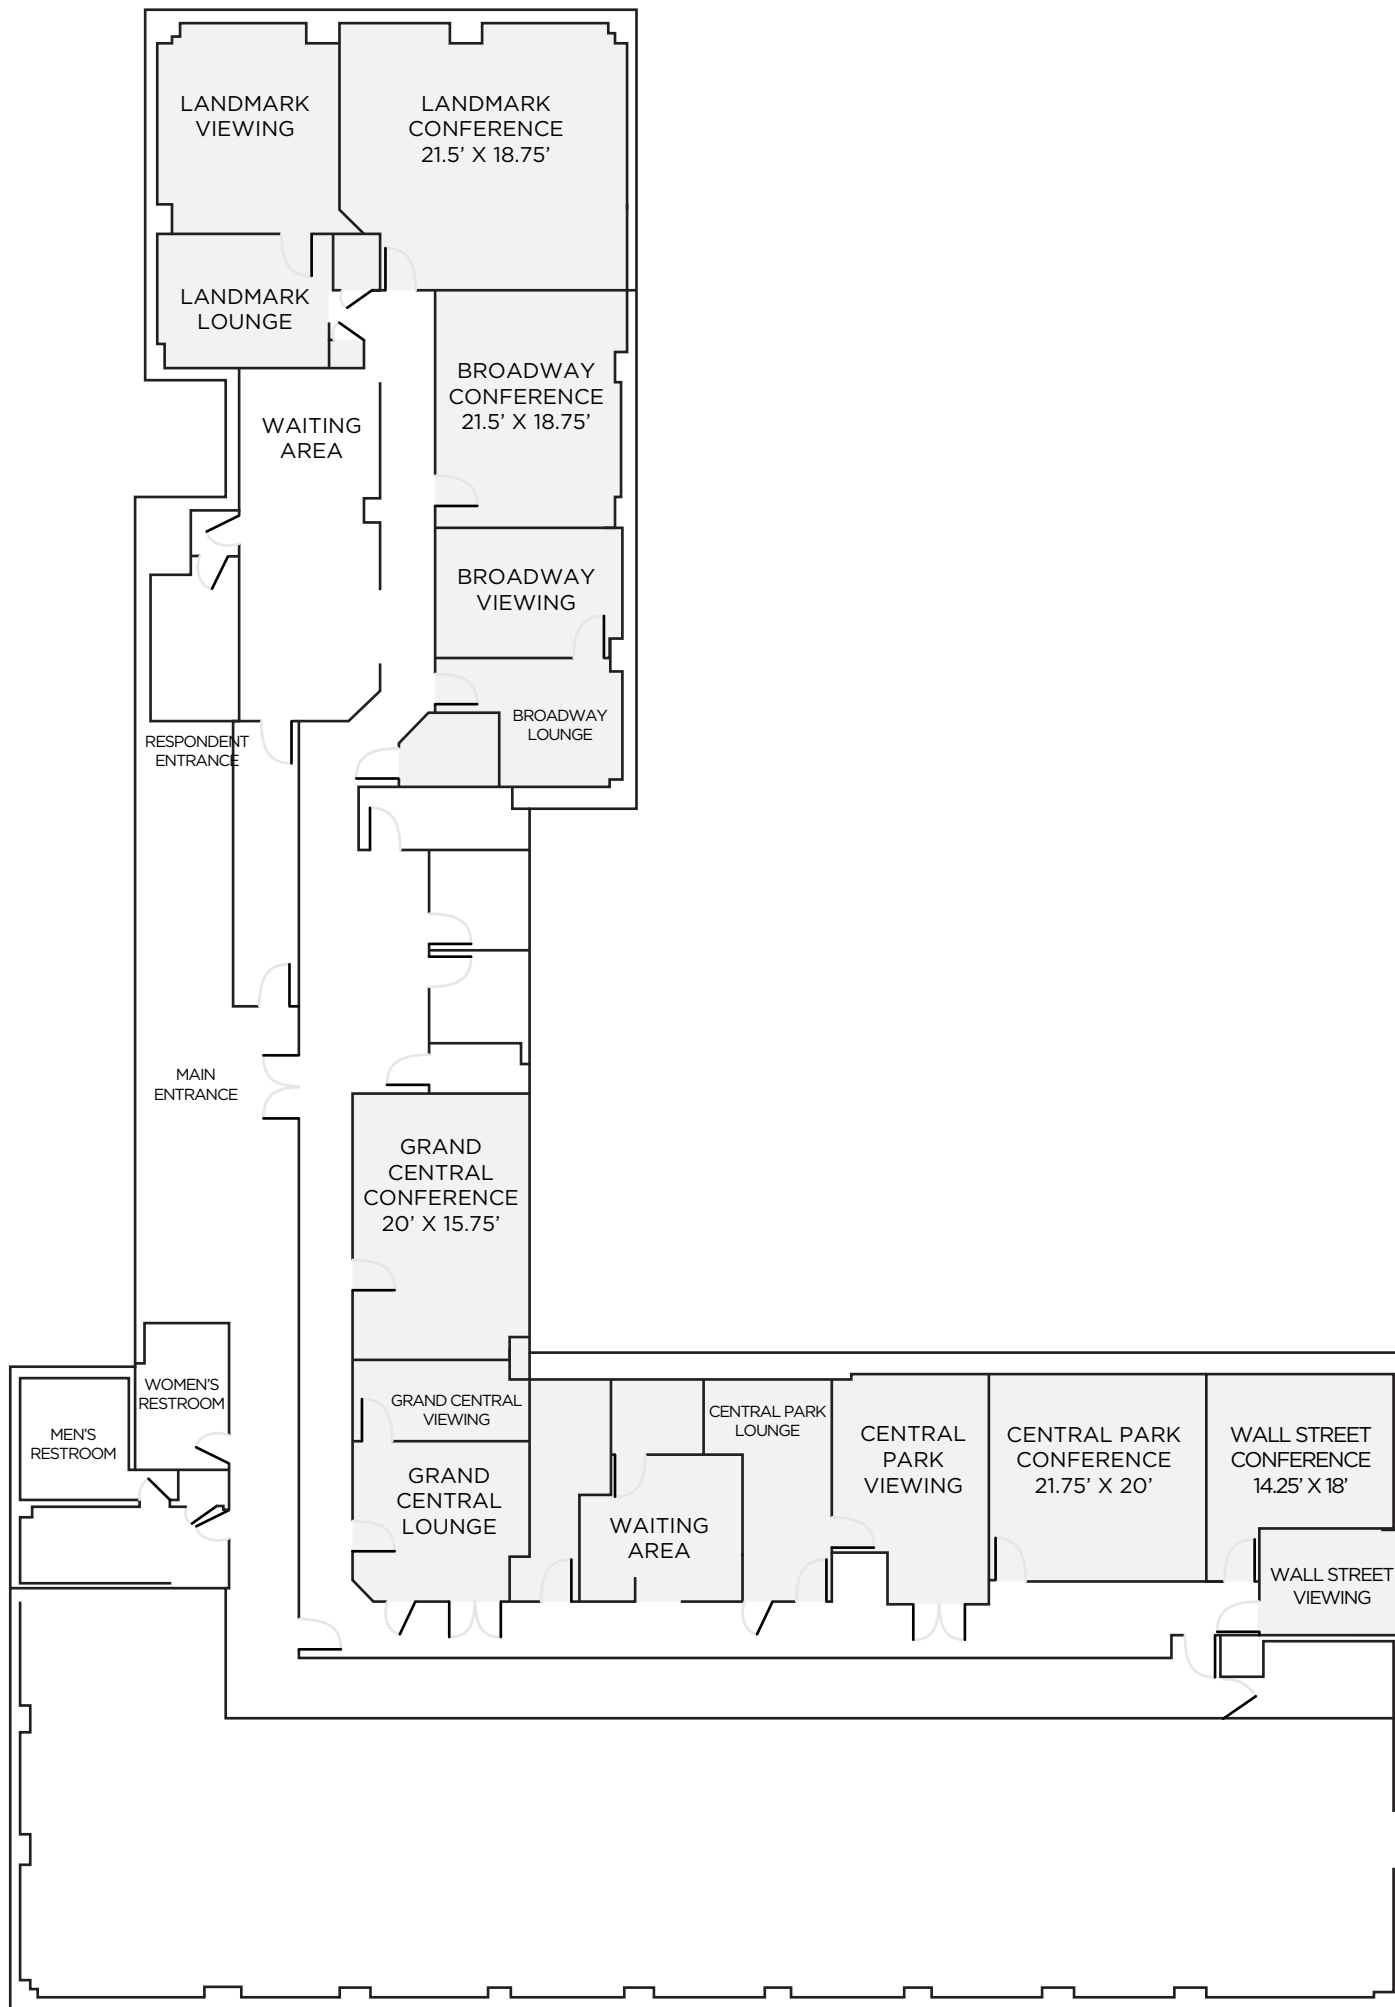 LANDMARK
VIEWING
LANDMARK
CONFERENCE
21.5’ X 18.75’
LANDMARK
LOUNGE
BROADWAY
CONFERENCE
21.5’ X 18.75’
WAITING
AREA
BROADWAY
VIEWING
BROADWAY
LOUNGE
RESPONDENT
ENTRANCE
MAIN
ENTRANCE
GRAND
CENTRAL
CONFERENCE
20’ X 15.75’
WOMEN’S
RESTROOM
MEN’S
RESTROOM
GRAND CENTRAL
VIEWING
GRAND
CENTRAL
LOUNGE
WAITING
AREA
CENTRAL PARK
LOUNGE
CENTRAL
PARK
VIEWING
CENTRAL PARK
CONFERENCE
21.75’ X 20’
WALL STREET
CONFERENCE
14.25’ X 18’
WALL STREET
VIEWING